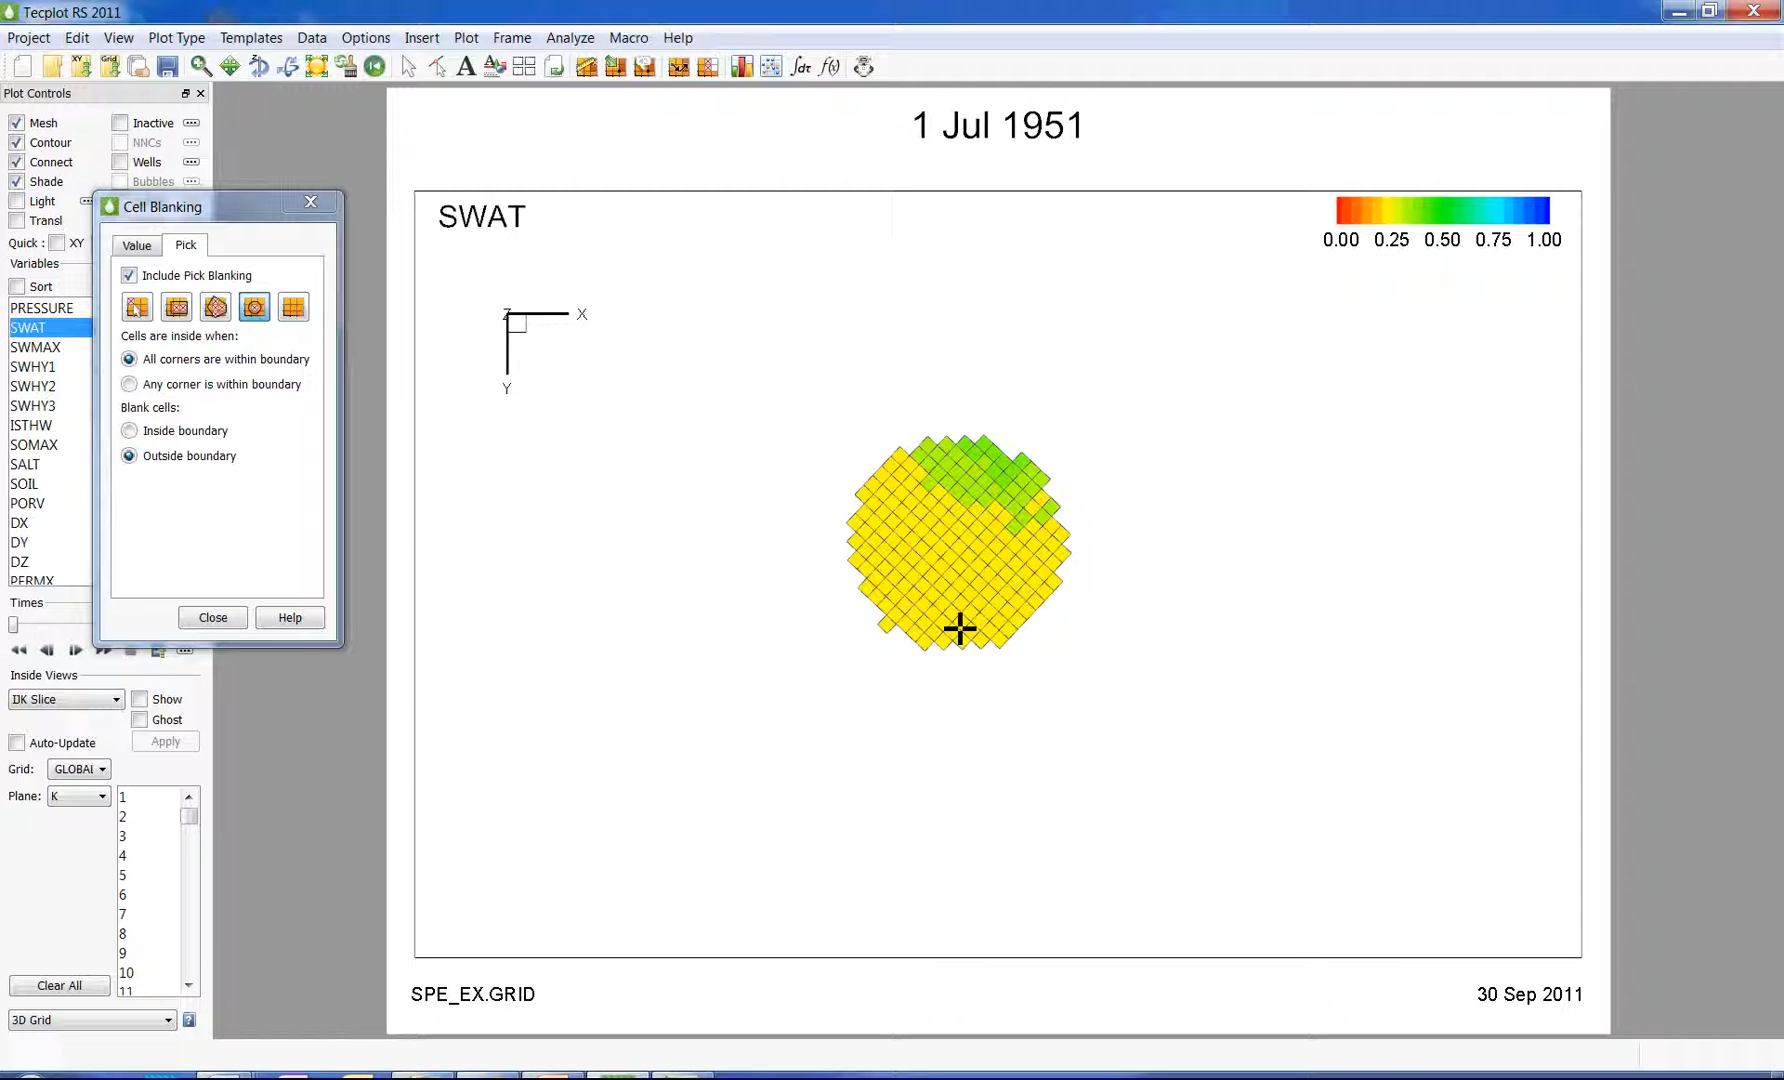 Tecplot RS 2011
Project Edit View Plot Type Templates Data Options Insert Plot Frame Analyze Macro Help
Plot Controls
Mesh Inactive
Contour NNCs
Connect Wells
Shade Bubbles
Light
Transl
Quick : XY
Variables
Sort
PRESSURE
SWAT
SWMAX
SWHY1
SWHY2
SWHY3
ISTHW
SOMAX
SALT
SOIL
PORV
DX
DY
DZ
PERMX
Times
Inside Views
IJK Slice Show
Ghost
Auto-Update Apply
Grid: GLOBAL
Plane: K
1
2
3
4
5
6
7
8
9
10
11
Clear All
3D Grid
Cell Blanking
Value Pick
Include Pick Blanking
Cells are inside when:
All corners are within boundary
Any corner is within boundary
Blank cells:
Inside boundary
Outside boundary
Close Help
1 Jul 1951
SWAT
0.00 0.25 0.50 0.75 1.00
Z X
Y
SPE_EX.GRID 30 Sep 2011